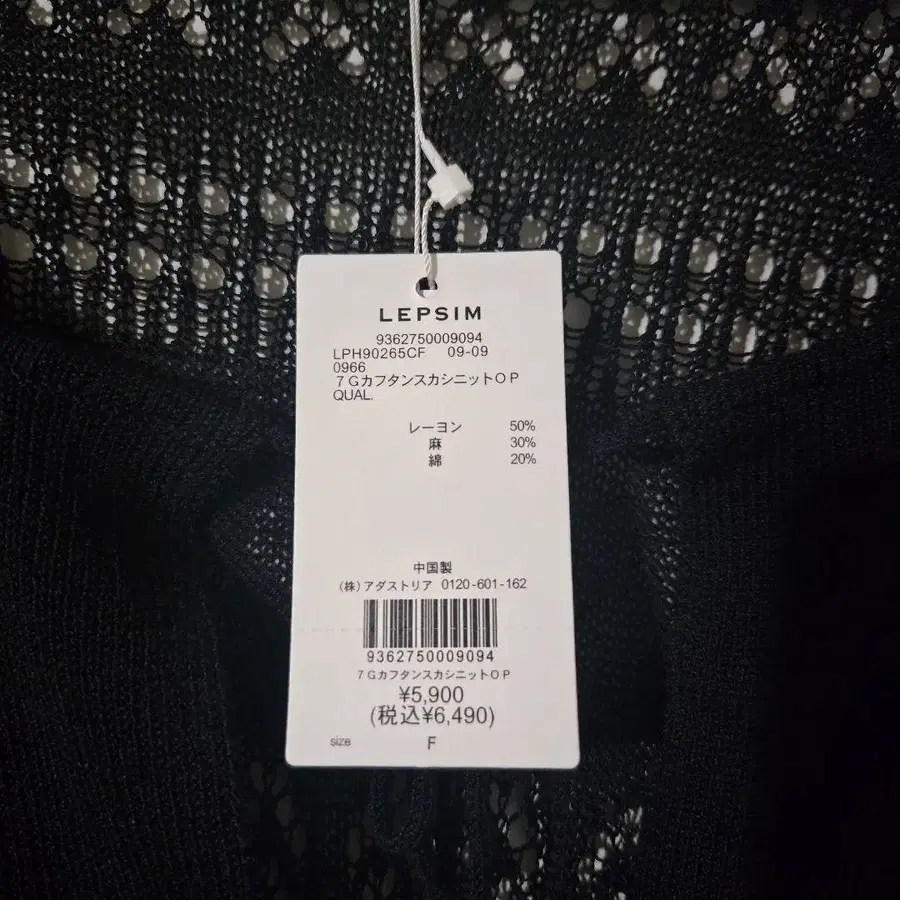 LEPSIM
9362750009094
LPH90265CF 09-09
0966
7GカフタンスカシニットOP
QUAL.
レーヨン 50%
麻 30%
綿 20%
中国製
(株)アダストリア 0120-601-162
9362750009094
7GカフタンスカシニットOP
¥5,900
(税込¥6,490)
size F